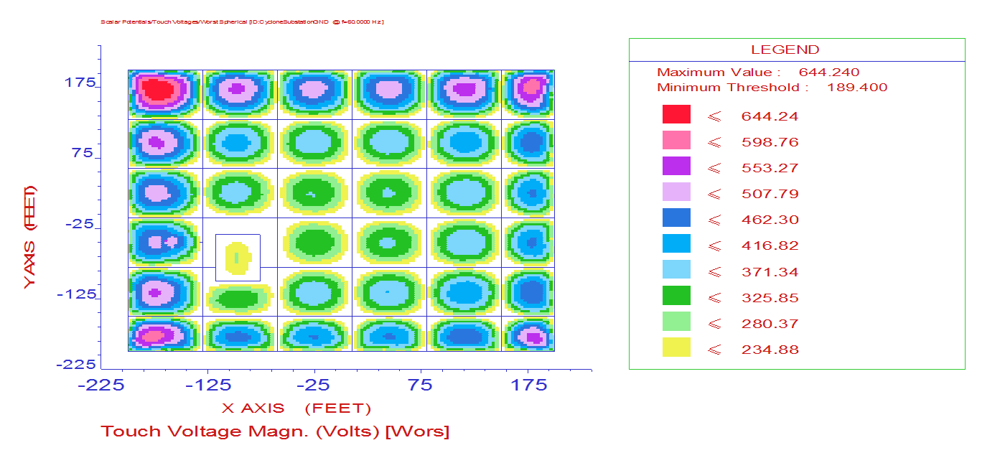 Scalar Potentials/Touch Voltages/Worst Spherical [ID:CycloneSubstationGND @ f=60.0000 Hz]
LEGEND
Maximum Value : 644.240
Minimum Threshold : 189.400
≤ 644.24
≤ 598.76
≤ 553.27
≤ 507.79
≤ 462.30
≤ 416.82
≤ 371.34
≤ 325.85
≤ 280.37
≤ 234.88
175
75
-25
-125
-225
Y AXIS (FEET)
-225 -125 -25 75 175
X AXIS (FEET)
Touch Voltage Magn. (Volts) [Wors]